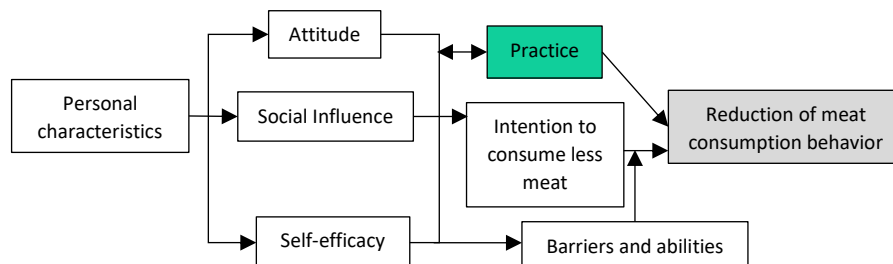 Attitude
Practice
Personal
characteristics
Social Influence
Intention to
consume less
meat
Reduction of meat
consumption behavior
Self-efficacy
Barriers and abilities